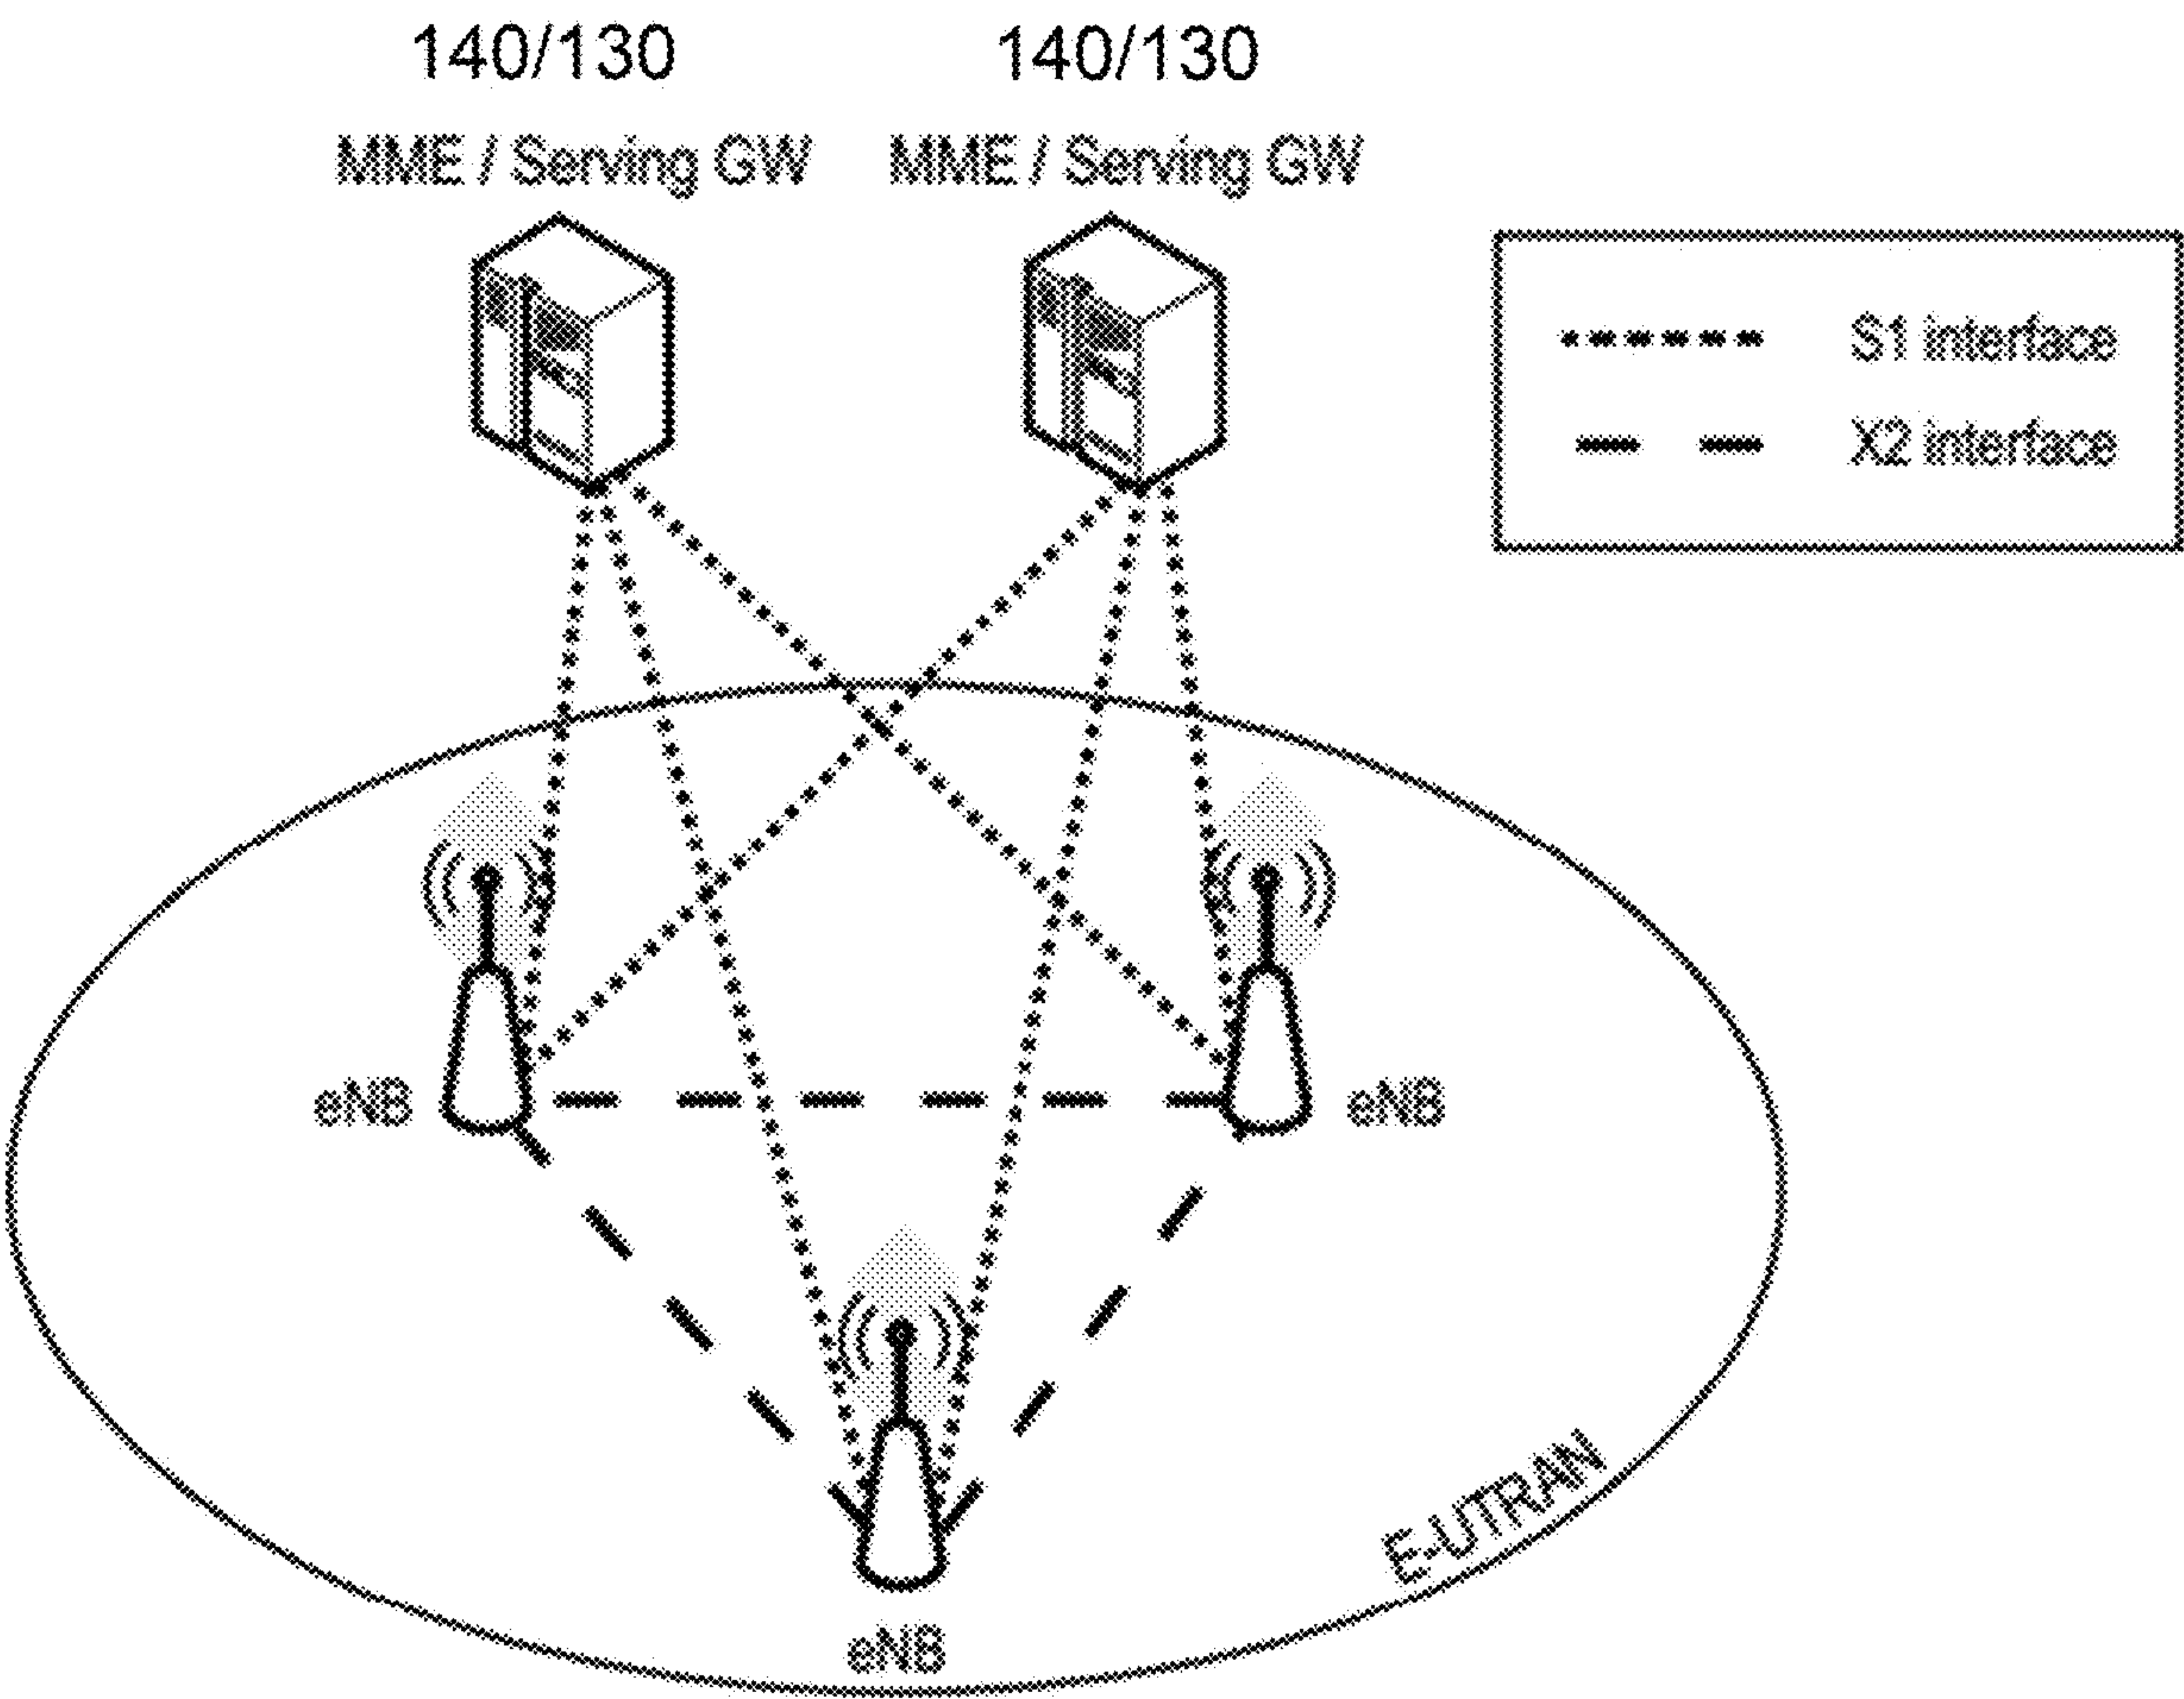 140/130 140/130
MME / Serving GW MME / Serving GW
S1 interface
X2 interface
eNB eNB
E-UTRAN
eNB